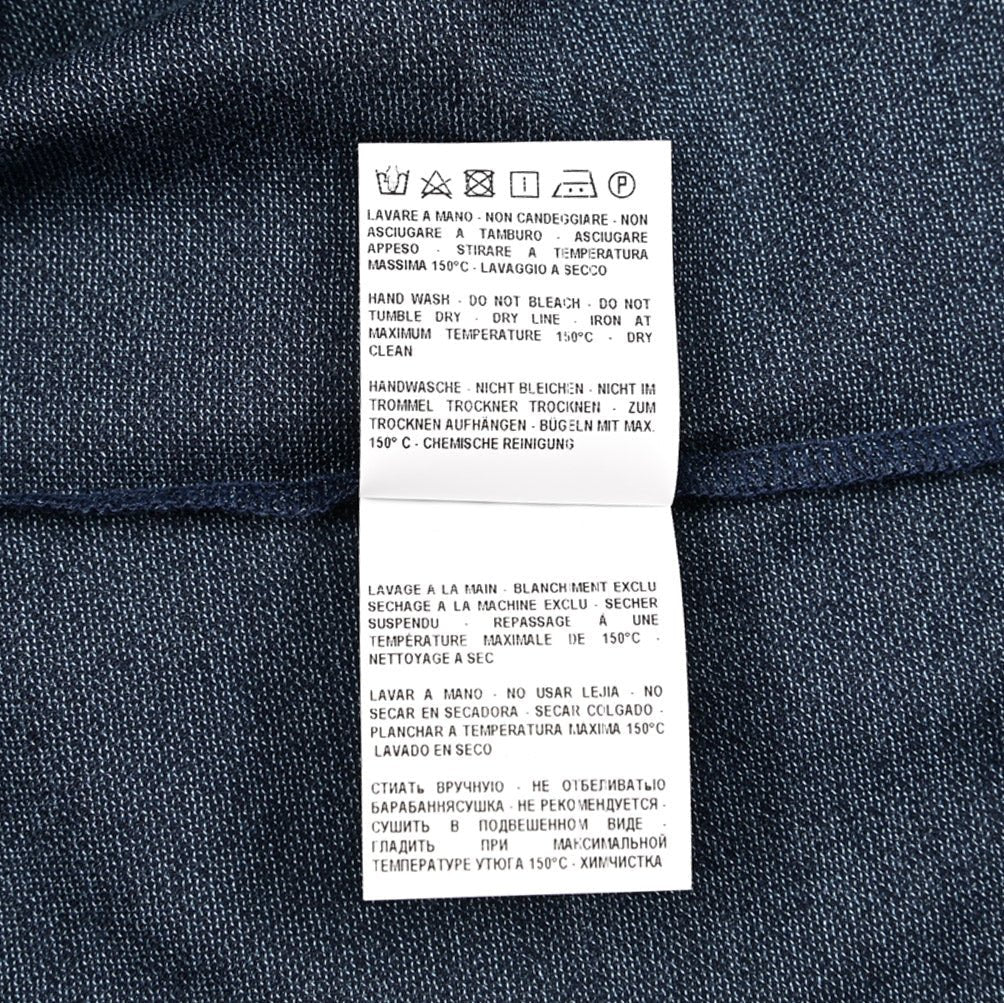 P
LAVARE A MANO - NON CANDEGGIARE - NON
ASCIUGARE A TAMBURO - ASCIUGARE
APPESO - STIRARE A TEMPERATURA
MASSIMA 150°C - LAVAGGIO A SECCO
HAND WASH - DO NOT BLEACH - DO NOT
TUMBLE DRY - DRY LINE - IRON AT
MAXIMUM TEMPERATURE 150°C - DRY
CLEAN
HANDWASCHE - NICHT BLEICHEN - NICHT IM
TROMMEL TROCKNER TROCKNEN - ZUM
TROCKNEN AUFHÄNGEN - BÜGELN MIT MAX.
150° C - CHEMISCHE REINIGUNG
LAVAGE A LA MAIN - BLANCHIMENT EXCLU
SECHAGE A LA MACHINE EXCLU - SECHER
SUSPENDU - REPASSAGE Á UNE
TEMPÉRATURE MAXIMALE DE 150°C -
NETTOYAGE A SEC
LAVAR A MANO - NO USAR LEJIA - NO
SECAR EN SECADORA - SECAR COLGADO -
PLANCHAR A TEMPERATURA MAXIMA 150°C
LAVADO EN SECO
СТИАТЬ ВРУЧНУЮ - НЕ ОТБЕЛИВАТЬІО
БАРАБАННЯСУШКА - НЕ РЕКОМЕНДУЕТСЯ -
СУШИТЬ В ПОДВЕШЕННОМ ВИДЕ -
ГЛАДИТЬ ПРИ МАКСИМАЛЬНОЙ
ТЕМПЕРАТУРЕ УТЮГА 150°C - ХИМЧИСТКА